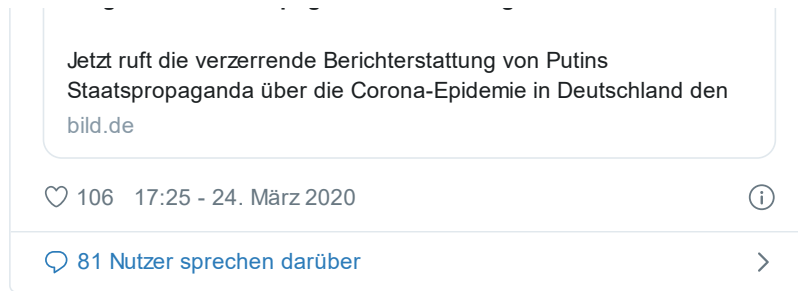 Jetzt ruft die verzerrende Berichterstattung von Putins
Staatspropaganda über die Corona-Epidemie in Deutschland den
bild.de
106 17:25 - 24. März 2020
81 Nutzer sprechen darüber